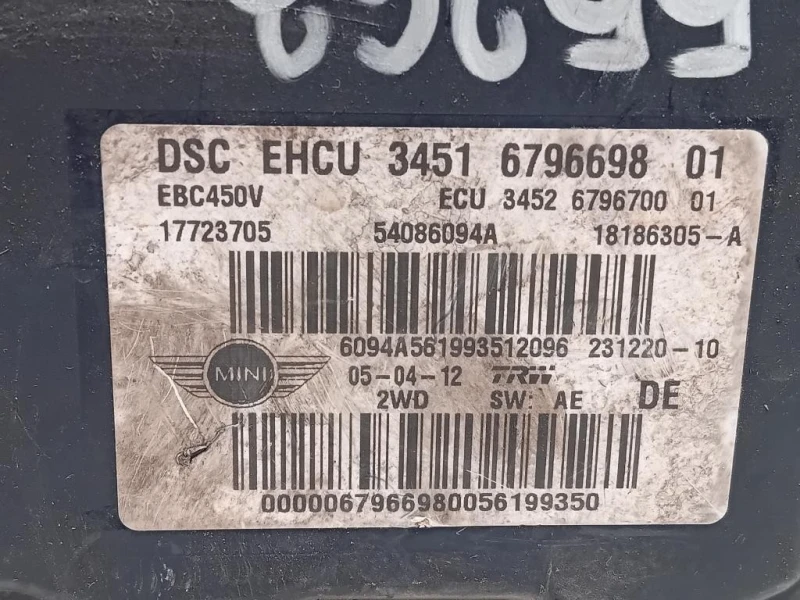 DSC EHCU 3451 6796698 01
EBC450V ECU 3452 6796700 01
17723705 54086094A 18186305-A
6094A561993512096 231220-10
MINI 05-04-12 TRW
2WD SW: AE DE
0000067966980056199350